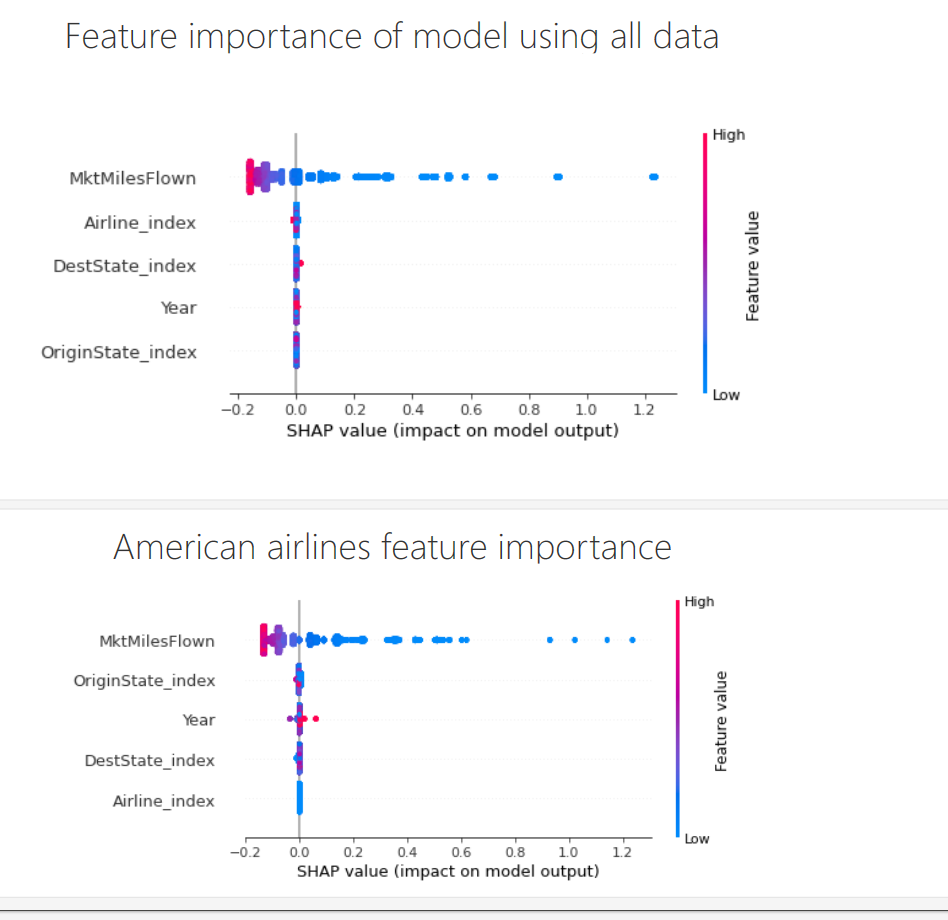 Feature importance of model using all data
High
MktMilesFlown
Airline_index
DestState_index
Year
OriginState_index
Feature value
Low
−0.2 0.0 0.2 0.4 0.6 0.8 1.0 1.2
SHAP value (impact on model output)
American airlines feature importance
High
MktMilesFlown
OriginState_index
Year
DestState_index
Airline_index
Feature value
Low
−0.2 0.0 0.2 0.4 0.6 0.8 1.0 1.2
SHAP value (impact on model output)